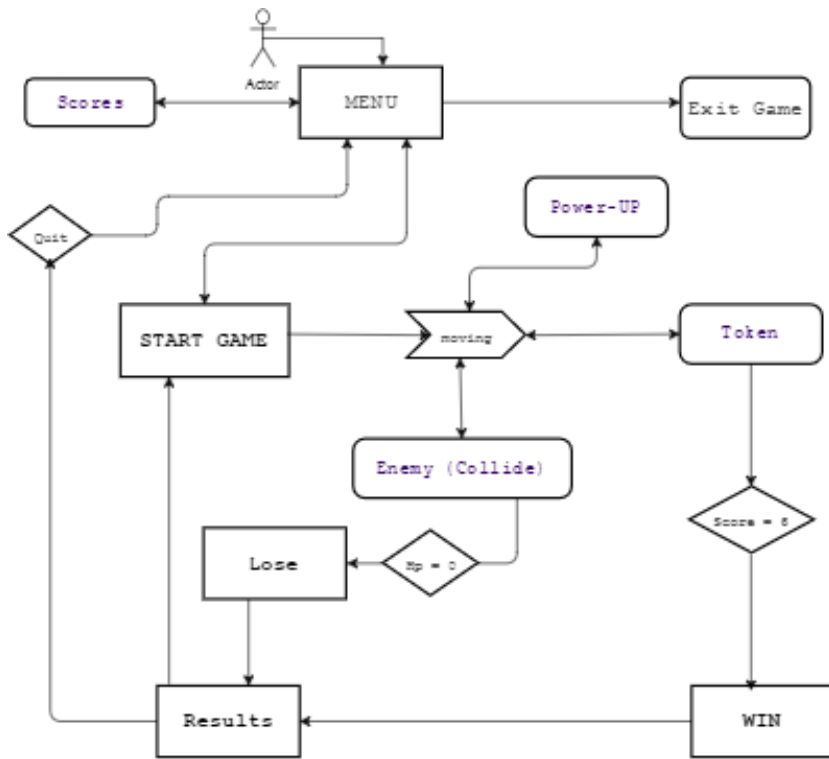 Actor
Scores
MENU
Exit Game
Power-UP
Quit
START GAME
moving
Token
Enemy (Collide)
Score = 6
Lose
Hp = 0
Results
WIN